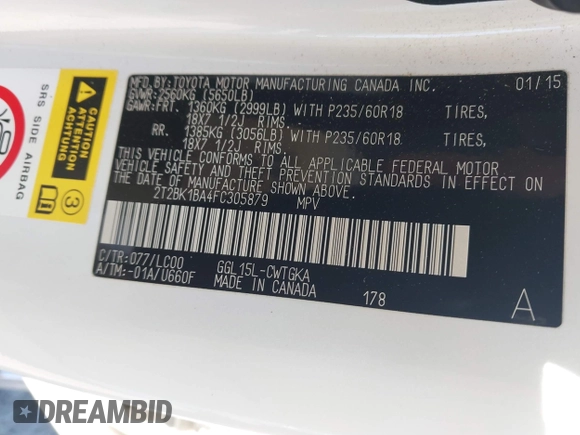 MFD.BY:TOYOTA MOTOR MANUFACTURING CANADA INC. 01/15
GVWR:2560KG (5650LB)
GAWR:FRT. 1360KG (2999LB) WITH P235/60R18 TIRES,
18X7 1/2J RIMS.
RR. 1385KG (3056LB) WITH P235/60R18 TIRES,
18X7 1/2J RIMS.
THIS VEHICLE CONFORMS TO ALL APPLICABLE FEDERAL MOTOR
VEHICLE SAFETY AND THEFT PREVENTION STANDARDS IN EFFECT ON
THE DATE OF MANUFACTURE SHOWN ABOVE.
2T2BK1BA4FC305879 MPV
C/TR:077/LC00 GGL15L-CWTGKA
A/TM:-01A/U660F MADE IN CANADA 178 A
SRS SIDE AIRBAG
CAUTION
ATTENTION
ACHTUNG
3
DREAMBID